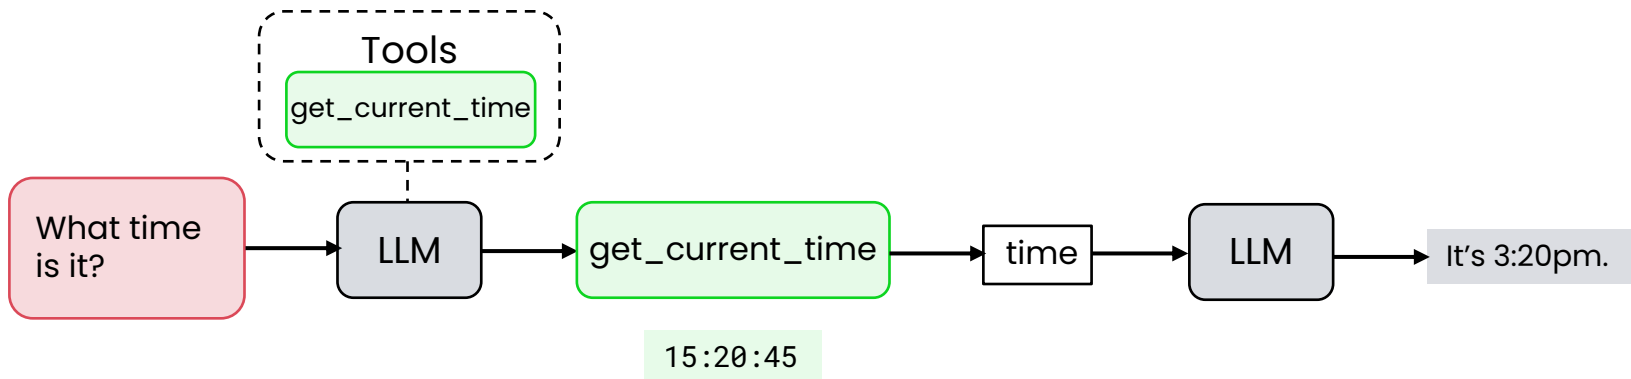 Tools
get_current_time
What time
is it?
LLM
get_current_time
time
LLM
It’s 3:20pm.
15:20:45